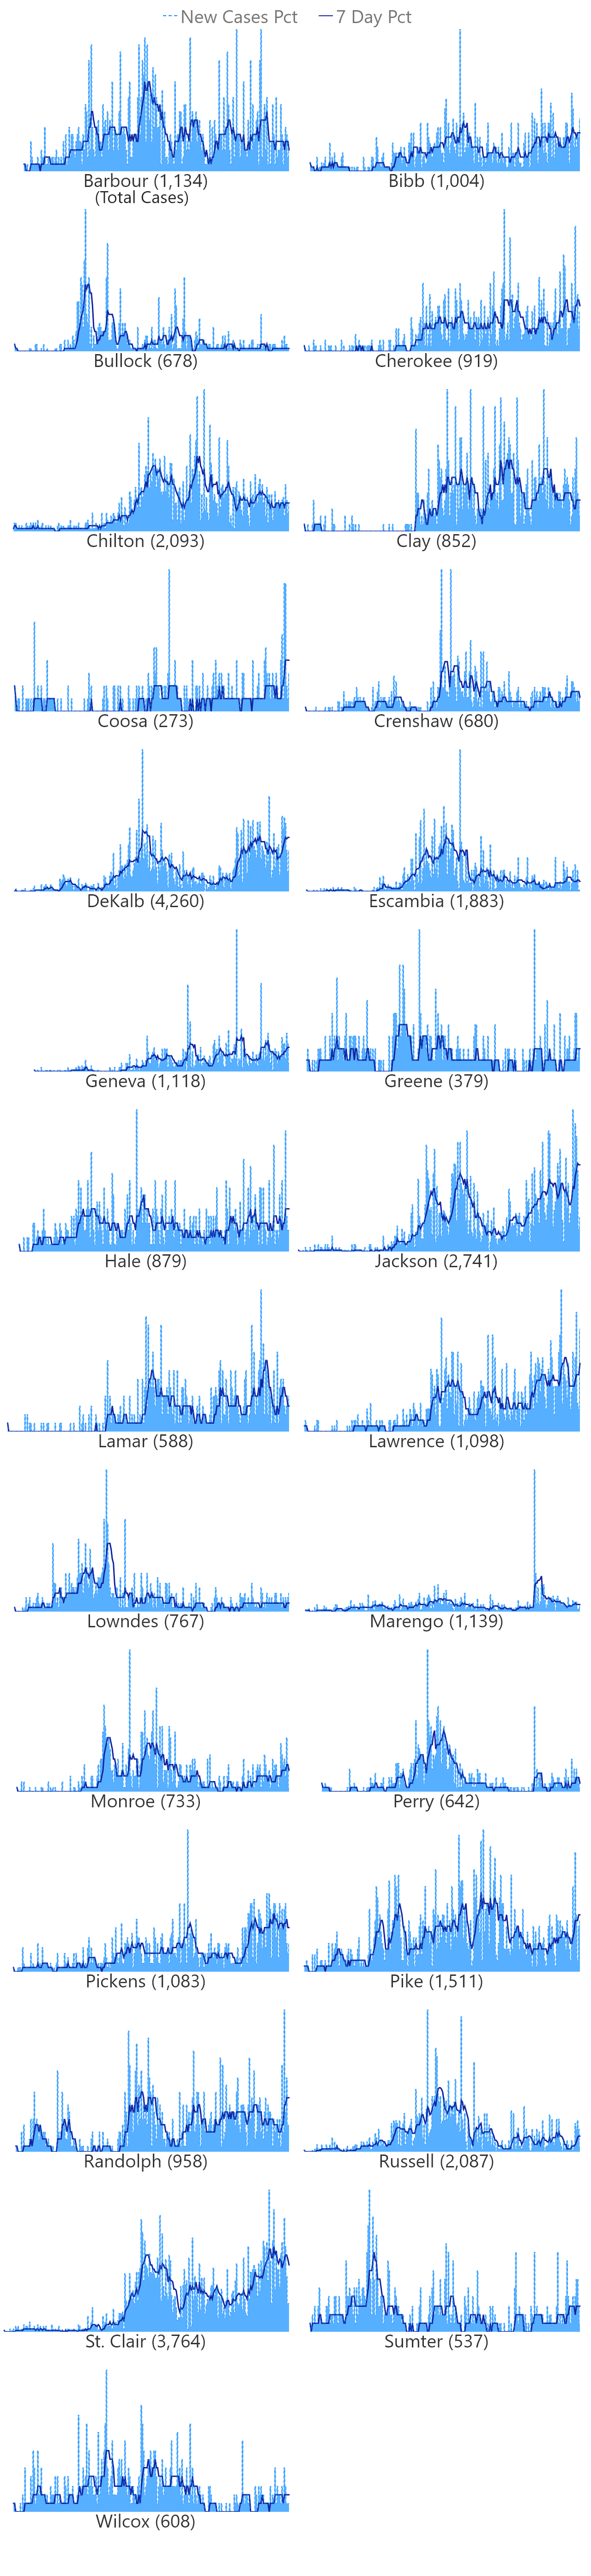 New Cases Pct 7 Day Pct
Barbour (1,134) Bibb (1,004)
(Total Cases)
Bullock (678) Cherokee (919)
Chilton (2,093) Clay (852)
Coosa (273) Crenshaw (680)
DeKalb (4,260) Escambia (1,883)
Geneva (1,118) Greene (379)
Hale (879) Jackson (2,741)
Lamar (588) Lawrence (1,098)
Lowndes (767) Marengo (1,139)
Monroe (733) Perry (642)
Pickens (1,083) Pike (1,511)
Randolph (958) Russell (2,087)
St. Clair (3,764) Sumter (537)
Wilcox (608)